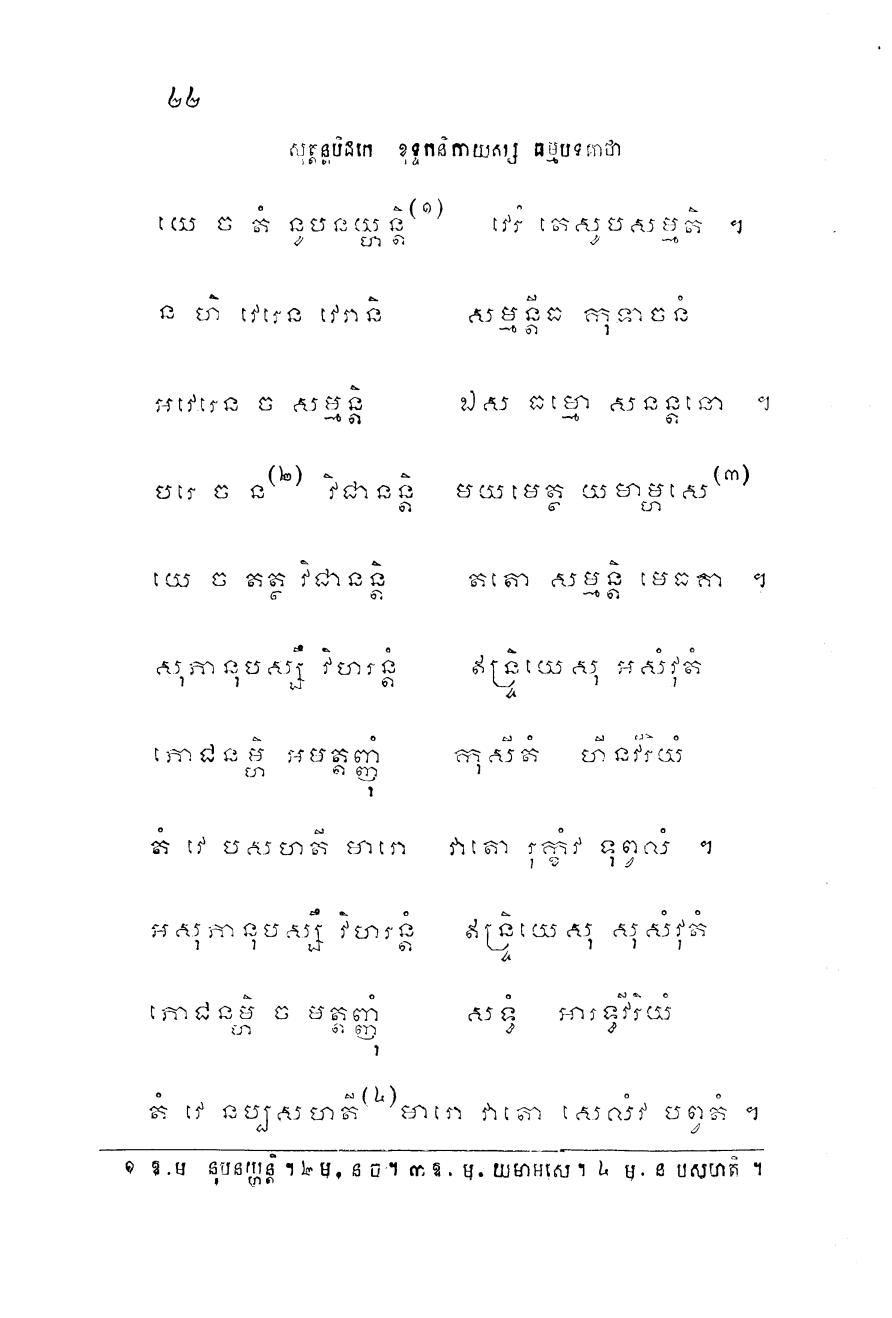 ២២
សុត្តន្តបិដកេ ខុទ្ទកនិកាយស្ស ធម្មបទគាថា
យេ ច តំ នូបនយ្ហន្តិ(១) វេរំ តេសូបសម្មតិ ។
ន ហិ វេរេន វេរានិ សម្មន្តីធ កុទាចនំ
អវេរេន ច សម្មន្តិ ឯស ធម្មោ សនន្តនោ ។
បរេ ច ន(២) វិជានន្តិ មយមេត្ថ យមាម្ហសេ(៣)
យេ ច តត្ថ វិជានន្តិ តតោ សម្មន្តិ មេធគា ។
សុភានុបស្សឹ វិហរន្តំ ឥន្ទ្រិយេសុ អសំវុតំ
ភោជនម្ហិ អមត្តញ្ញុំ កុសីតំ ហីនវីរិយំ
តំ វេ បសហតី មារោ វាតោ រុក្ខំវ ទុព្វលំ ។
អសុភានុបស្សឹ វិហរន្តំ ឥន្ទ្រិយេសុ សុសំវុតំ
ភោជនម្ហិ ច មត្តញ្ញុំ សទ្ធំ អារទ្ធវីរិយំ
តំ វេ នប្បសហតី(៤)មារោ វាតោ សេលំវ បព្វតំ ។
១ ឱ.ម នុបនយ្ហន្តិ ។ ២ ម. ន ច ។ ៣ ឱ. ម. យមាមសេ ។ ៤ ម. ន បសហតិ ។